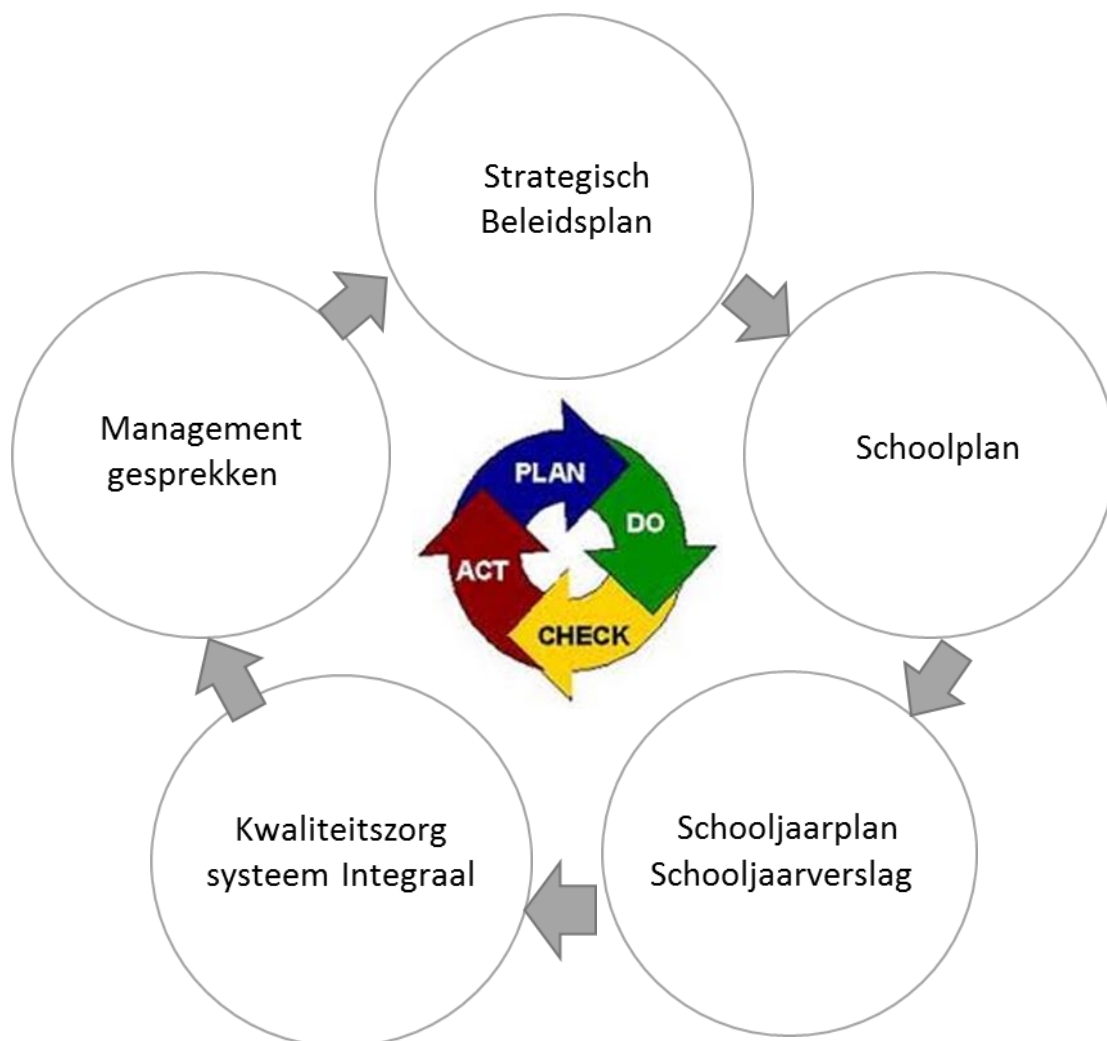 Strategisch
Beleidsplan
Schoolplan
Schooljaarplan
Schooljaarverslag
Kwaliteitszorg
systeem Integraal
Management
gesprekken
PLAN
DO
CHECK
ACT